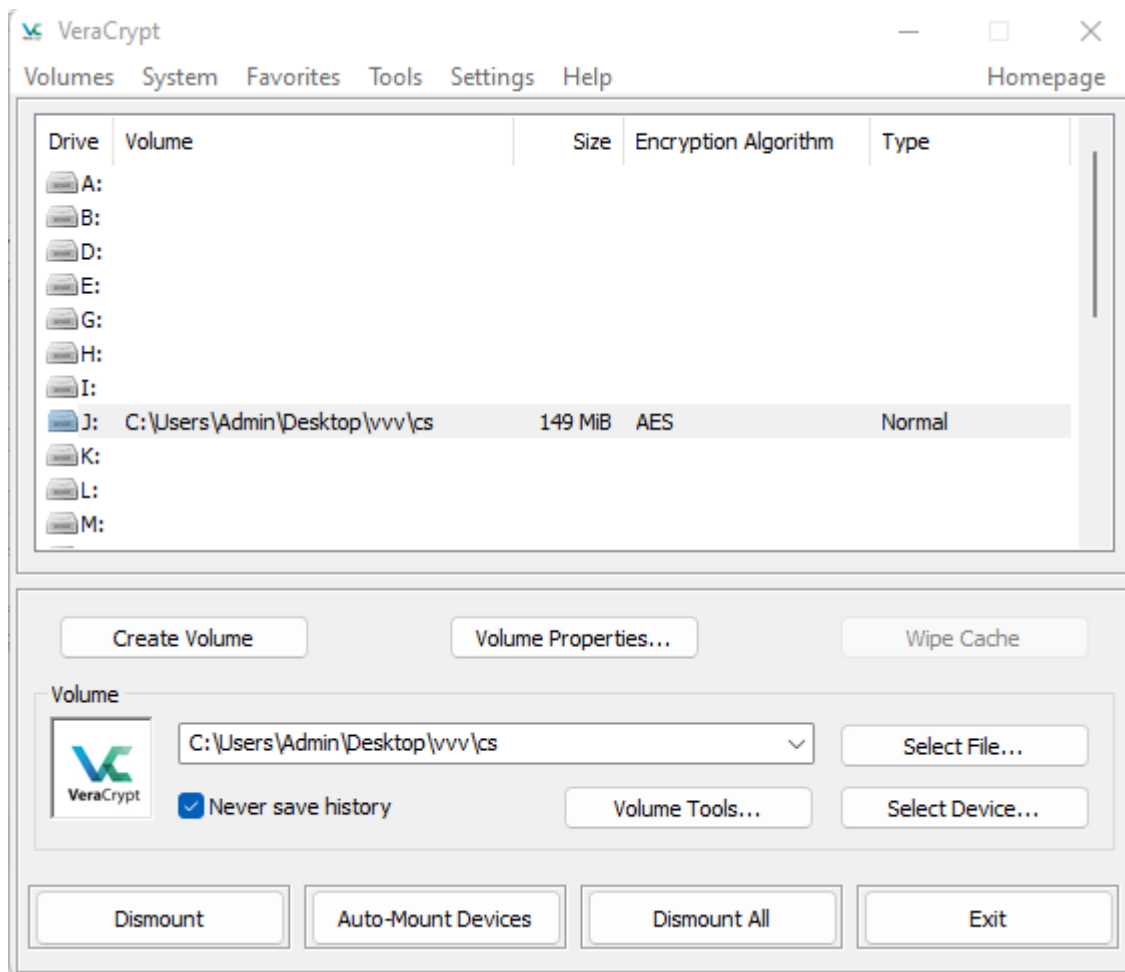 VeraCrypt
Volumes System Favorites Tools Settings Help Homepage
Drive Volume Size Encryption Algorithm Type
A:
B:
D:
E:
G:
H:
I:
J: C:\Users\Admin\Desktop\vvv\cs 149 MiB AES Normal
K:
L:
M:
Create Volume Volume Properties... Wipe Cache
Volume
C:\Users\Admin\Desktop\vvv\cs Select File...
VeraCrypt
Never save history Volume Tools... Select Device...
Dismount Auto-Mount Devices Dismount All Exit